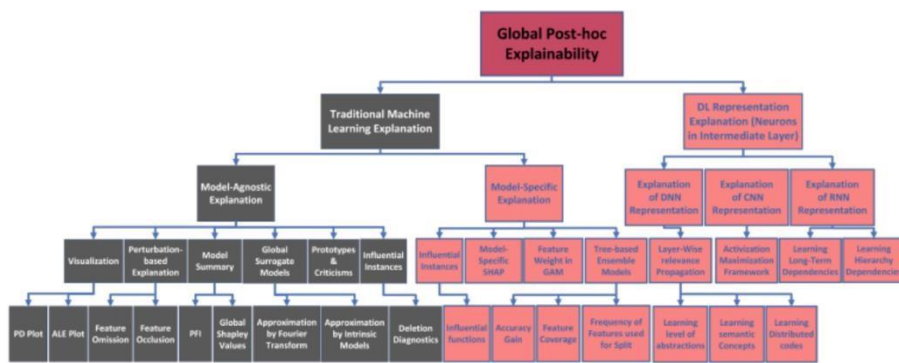 Global Post-hoc
Explainability
Traditional Machine
Learning Explanation
DL Representation
Explanation (Neurons
in Intermediate Layer)
Model-Agnostic
Explanation
Model-Specific
Explanation
Explanation
of DNN
Representation
Explanation
of CNN
Representation
Explanation
of RNN
Representation
Visualization
Perturbation-
based Explanation
Model
Summary
Global
Surrogate
Models
Prototypes &
Criticisms
Influential
Instances
Influential
Instances
Model-
Specific
SHAP
Feature
Weight in
GAM
Tree-based
Ensemble
Models
Layer-Wise
relevance
Propagation
Activization
Maximization
Framework
Learning
Long-Term
Dependencies
Learning
Hierarchy
Dependencies
PD Plot
ALE Plot
Feature
Omission
Feature
Occlusion
PFI
Global
Shapley
Values
Approximation
by Fourier
Transform
Approximation
by Intrinsic
Models
Deletion
Diagnostics
Influential
functions
Accuracy
Gain
Feature
Coverage
Frequency of
Features used
for Split
Learning
level of
abstractions
Learning
semantic
Concepts
Learning
Distributed
codes